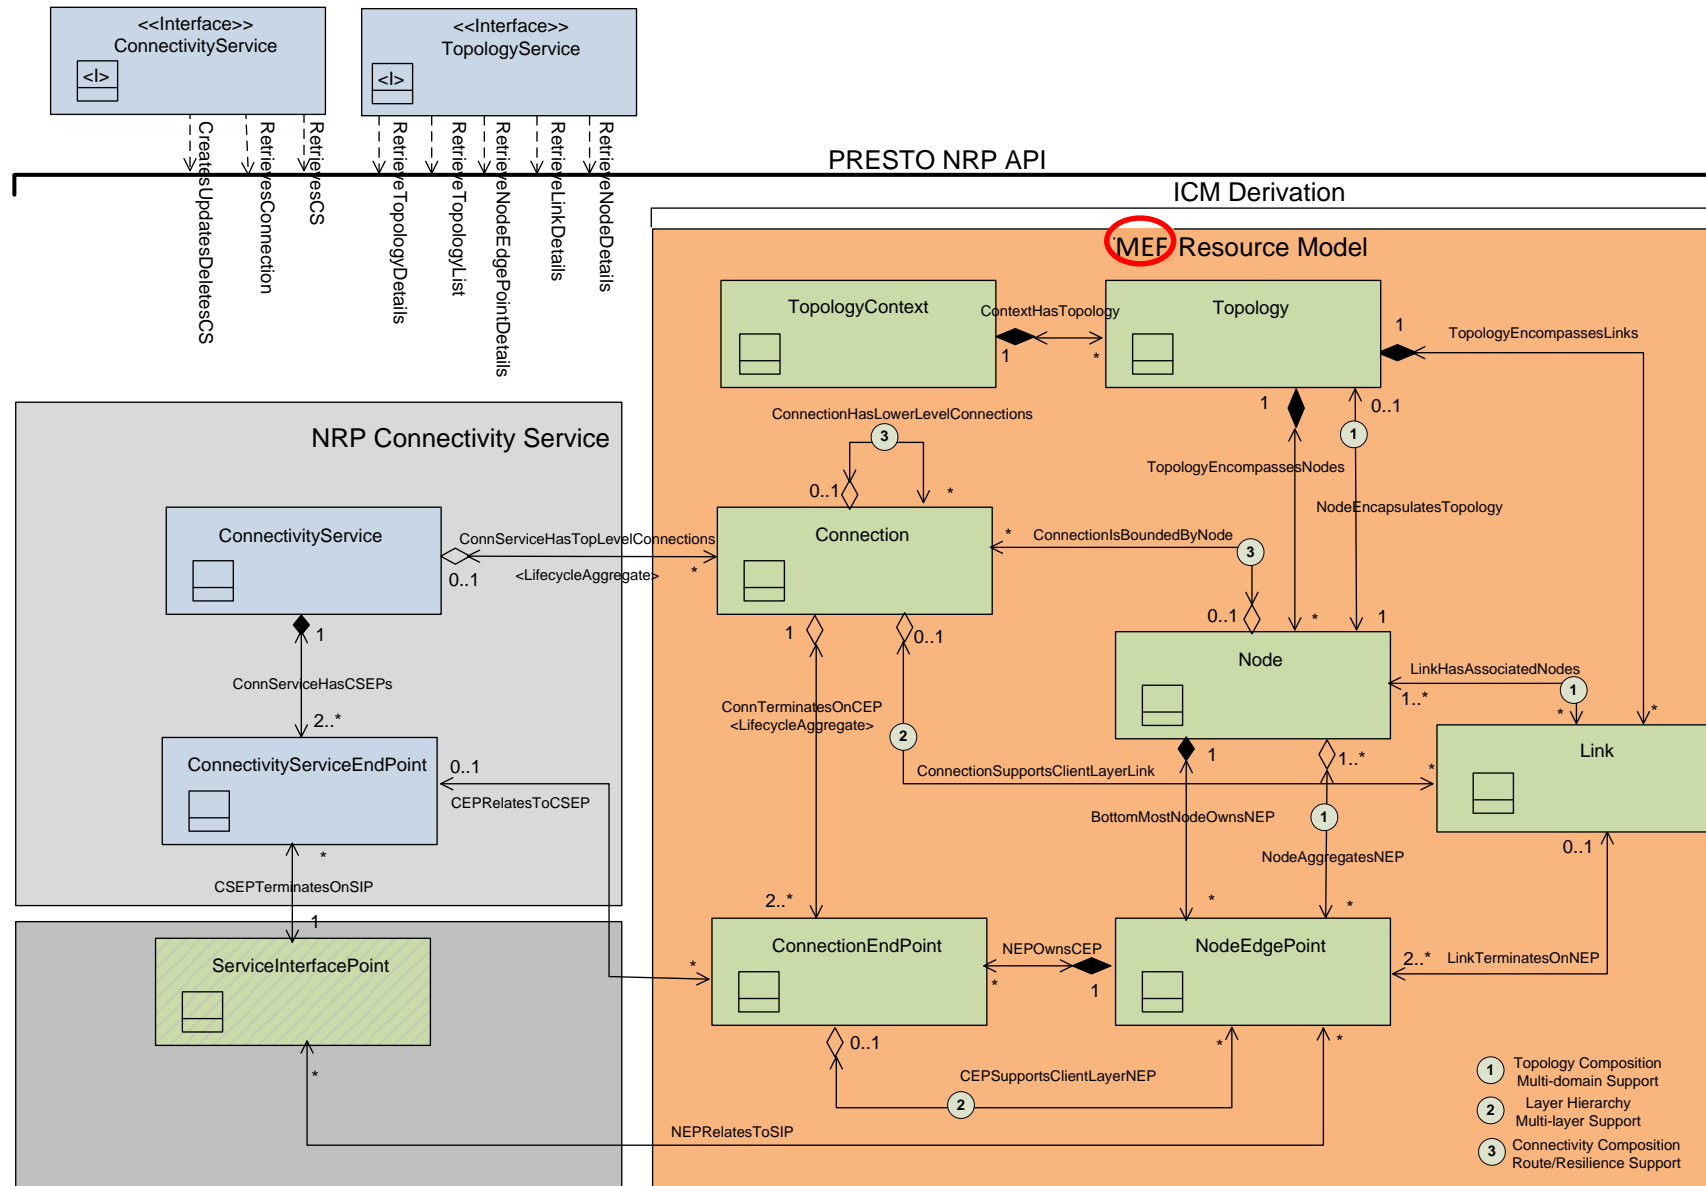 <<Interface>>
ConnectivityService
<I>
<<Interface>>
TopologyService
<I>
CreatesUpdatesDeletesCS
RetrievesConnection
RetrievesCS
RetrieveTopologyDetails
RetrieveTopologyList
RetrieveNodeEdgePointDetails
RetrieveLinkDetails
RetrieveNodeDetails
PRESTO NRP API
ICM Derivation
MEF Resource Model
TopologyContext
ContextHasTopology
1
*
Topology
1
TopologyEncompassesLinks
1
0..1
1
TopologyEncompassesNodes
NodeEncapsulatesTopology
ConnectionHasLowerLevelConnections
3
0..1
*
NRP Connectivity Service
ConnectivityService
ConnServiceHasTopLevelConnections
0..1
<LifecycleAggregate>
*
Connection
*
ConnectionIsBoundedByNode
3
0..1
*
1
1
ConnServiceHasCSEPs
2..*
1
0..1
Node
LinkHasAssociatedNodes
1..*
1
*
*
ConnTerminatesOnCEP
<LifecycleAggregate>
2
ConnectionSupportsClientLayerLink
*
Link
ConnectivityServiceEndPoint
0..1
CEPRelatesToCSEP
1
1..*
BottomMostNodeOwnsNEP
1
NodeAggregatesNEP
0..1
*
CSEPTerminatesOnSIP
1
2..*
*
*
ServiceInterfacePoint
*
*
ConnectionEndPoint
NEPOwnsCEP
*
1
NodeEdgePoint
2..*
LinkTerminatesOnNEP
0..1
*
*
CEPSupportsClientLayerNEP
2
NEPRelatesToSIP
1
Topology Composition
Multi-domain Support
2
Layer Hierarchy
Multi-layer Support
3
Connectivity Composition
Route/Resilience Support